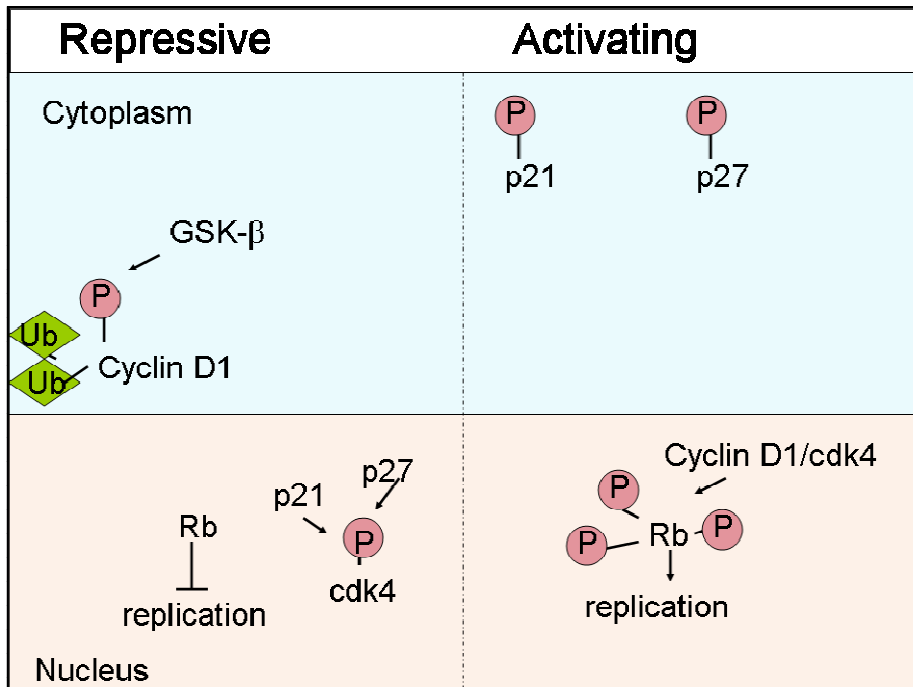 Repressive
Activating
Cytoplasm
P
P
p21
p27
GSK-β
P
Ub
Ub
Cyclin D1
Cyclin D1/cdk4
p27
p21
P
P
P
Rb
P
Rb
cdk4
replication
replication
Nucleus